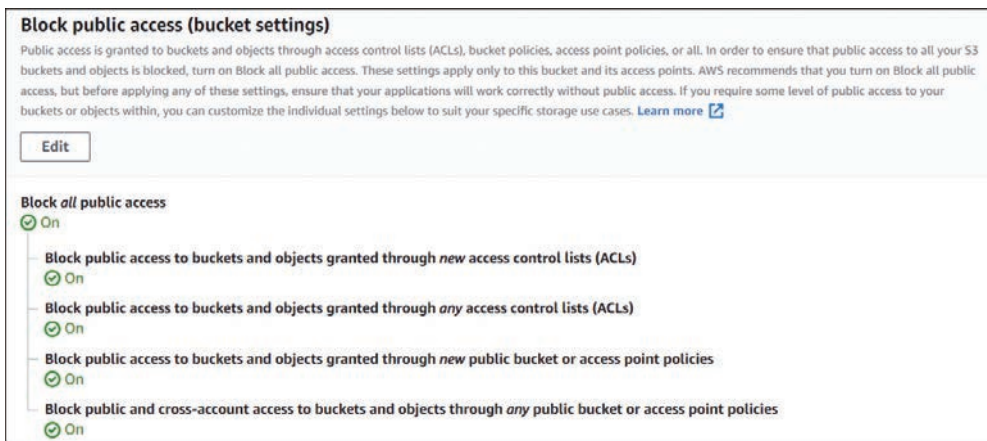 Block public access (bucket settings)
Public access is granted to buckets and objects through access control lists (ACLs), bucket policies, access point policies, or all. In order to ensure that public access to all your S3
buckets and objects is blocked, turn on Block all public access. These settings apply only to this bucket and its access points. AWS recommends that you turn on Block all public
access, but before applying any of these settings, ensure that your applications will work correctly without public access. If you require some level of public access to your
buckets or objects within, you can customize the individual settings below to suit your specific storage use cases. Learn more
Edit
Block all public access
On
Block public access to buckets and objects granted through new access control lists (ACLs)
On
Block public access to buckets and objects granted through any access control lists (ACLs)
On
Block public access to buckets and objects granted through new public bucket or access point policies
On
Block public and cross-account access to buckets and objects through any public bucket or access point policies
On